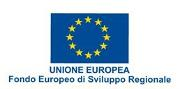 UNIONE EUROPEA
Fondo Europeo di Sviluppo Regionale